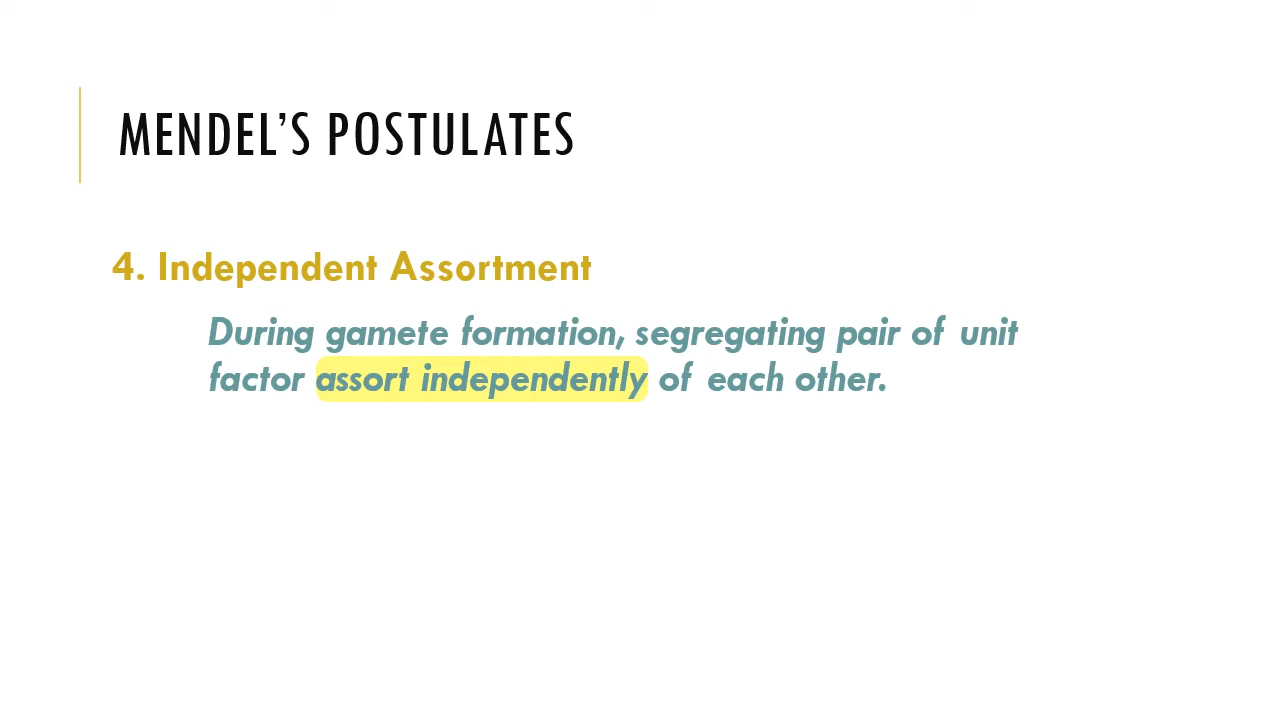 MENDEL’S POSTULATES
4. Independent Assortment
During gamete formation, segregating pair of unit
factor assort independently of each other.